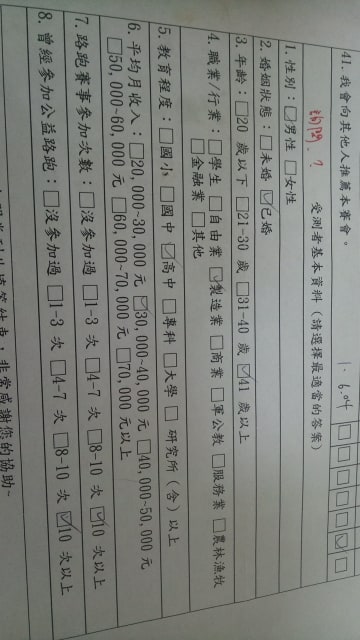 41. 我會向其他人推薦本賽會。 1. 6.04 □□□□□☑□
詢問.? 受測者基本資料(請選擇最適當的答案)
1. 性別：☑男性 □女性
2. 婚姻狀態：□未婚 ☑已婚
3. 年齡：□20 歲以下 □21-30 歲 □31-40 歲 ☑41 歲以上
4. 職業/行業：□學生 □自由業 ☑製造業 □商業 □軍公教 □服務業 □農林漁牧
□金融業 □其他
5. 教育程度：□國小 □國中 ☑高中 □專科 □大學 □ 研究所（含）以上
6. 平均月收入：□20,000~30,000 元 ☑30,000~40,000 元 □40,000~50,000 元
□50,000~60,000 元 □60,000~70,000 元 □70,000 元以上
7. 路跑賽事參加次數：□沒參加過 □1-3 次 □4-7 次 □8-10 次 ☑10 次以上
8. 曾經參加公益路跑：□沒參加過 □1-3 次 □4-7 次 □8-10 次 ☑10 次以上
結束，非常感謝您的協助~